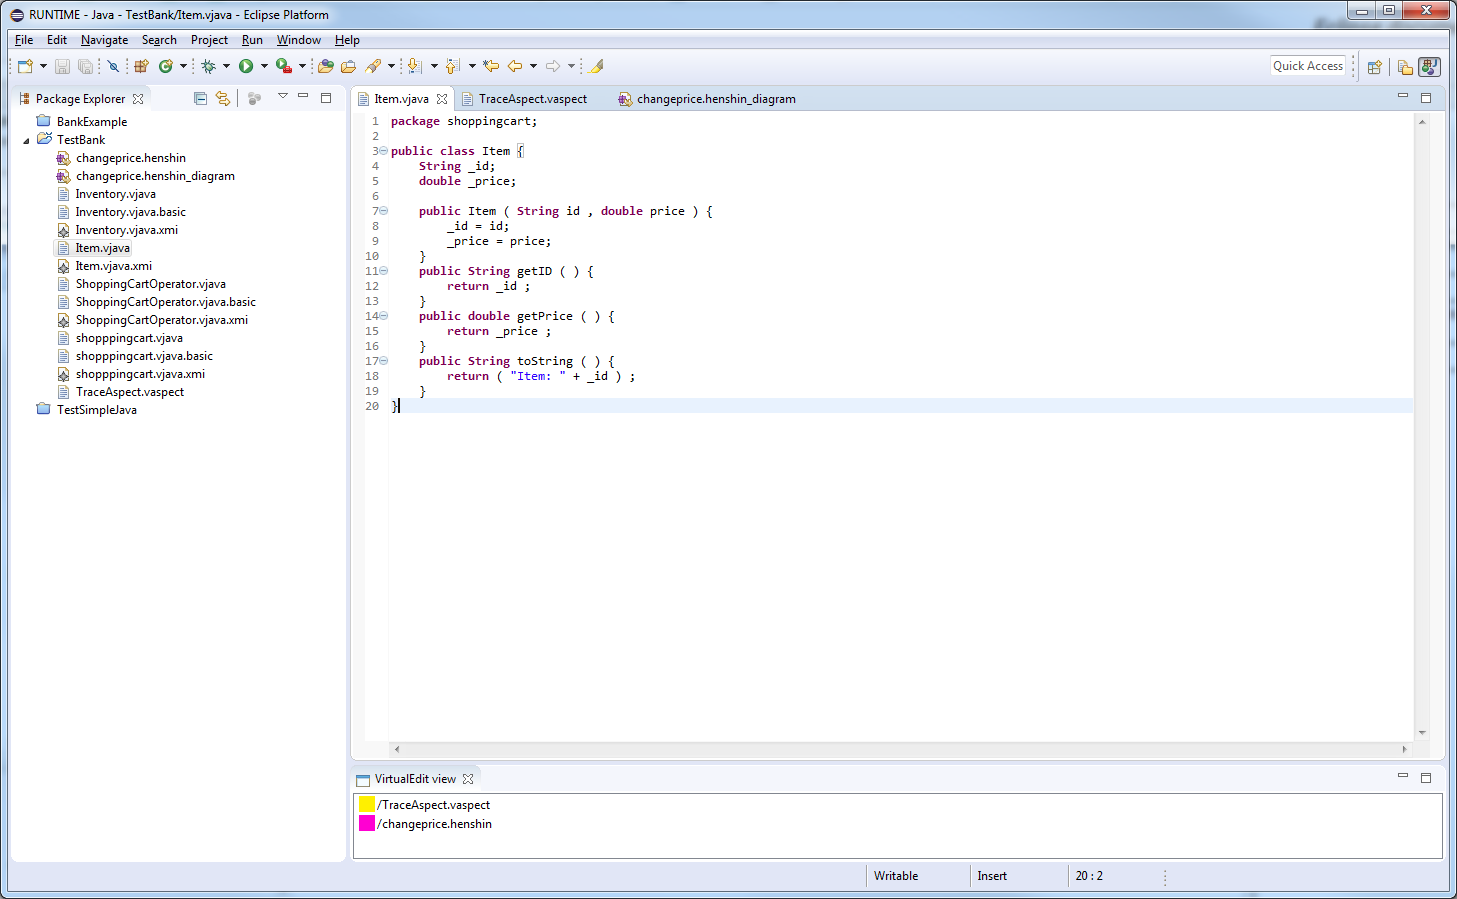 RUNTIME - Java - TestBank/Item.vjava - Eclipse Platform
File Edit Navigate Search Project Run Window Help
Quick Access
Package Explorer
BankExample
TestBank
changeprice.henshin
changeprice.henshin_diagram
Inventory.vjava
Inventory.vjava.basic
Inventory.vjava.xmi
Item.vjava
Item.vjava.xmi
ShoppingCartOperator.vjava
ShoppingCartOperator.vjava.basic
ShoppingCartOperator.vjava.xmi
shopppingcart.vjava
shopppingcart.vjava.basic
shopppingcart.vjava.xmi
TraceAspect.vaspect
TestSimpleJava
Item.vjava TraceAspect.vaspect changeprice.henshin_diagram
1 package shoppingcart;
2
3 public class Item {
4 String _id;
5 double _price;
6
7 public Item ( String id , double price ) {
8 _id = id;
9 _price = price;
10 }
11 public String getID ( ) {
12 return _id ;
13 }
14 public double getPrice ( ) {
15 return _price ;
16 }
17 public String toString ( ) {
18 return ( "Item: " + _id ) ;
19 }
20 }
VirtualEdit view
/TraceAspect.vaspect
/changeprice.henshin
Writable Insert 20 : 2